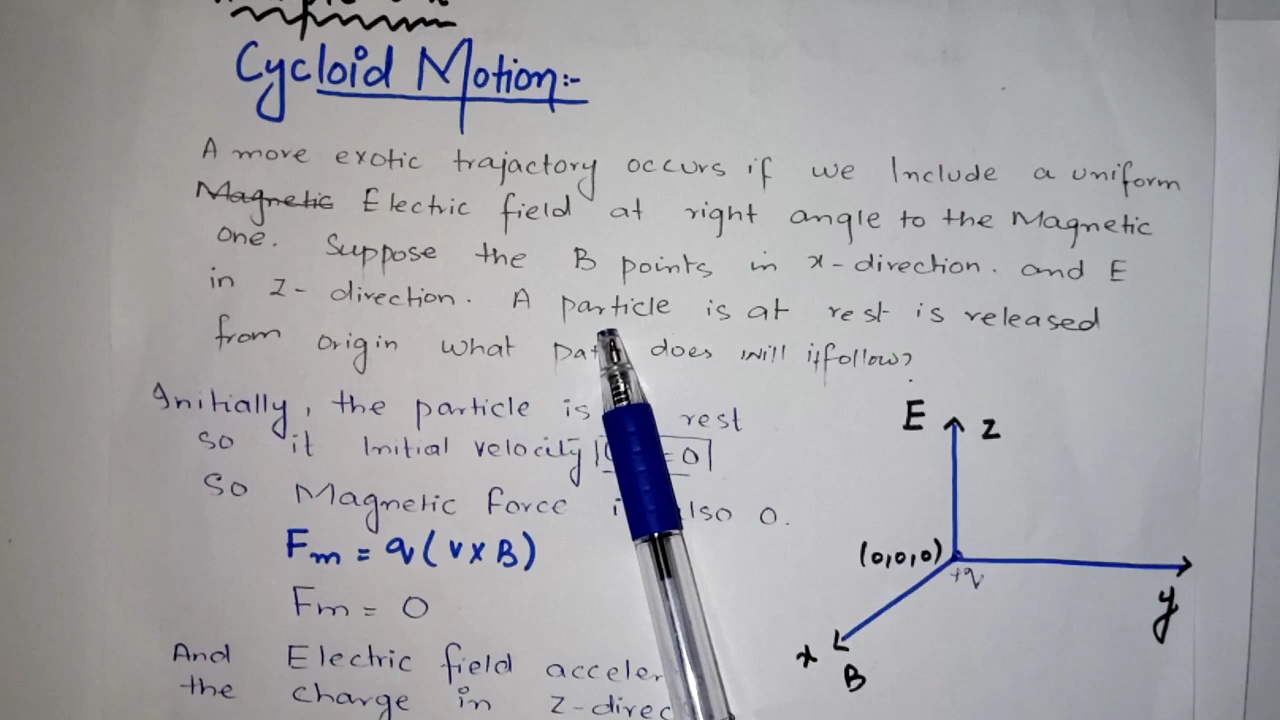 Cycloid Motion:-
A more exotic trajactory occurs if we Include a uniform
Magnetic Electric field at right angle to the Magnetic
one. Suppose the B points in x-direction. and E
in z-direction. A particle is at rest is released
from origin what does will itfollow?
Initially, the particle is rest
so it Initial velocity = 0
So Magnetic force also 0.
Fm = q(v×B)
Fm = 0
And Electric field
the charge in z-direc
E z
(0,0,0)
+q
y
x
B